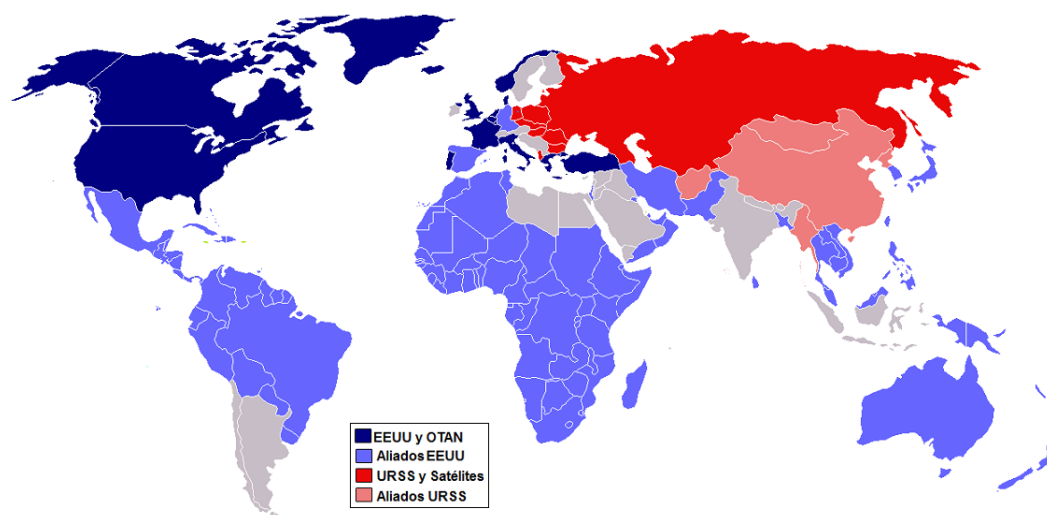 EEUU y OTAN
Aliados EEUU
URSS y Satélites
Aliados URSS